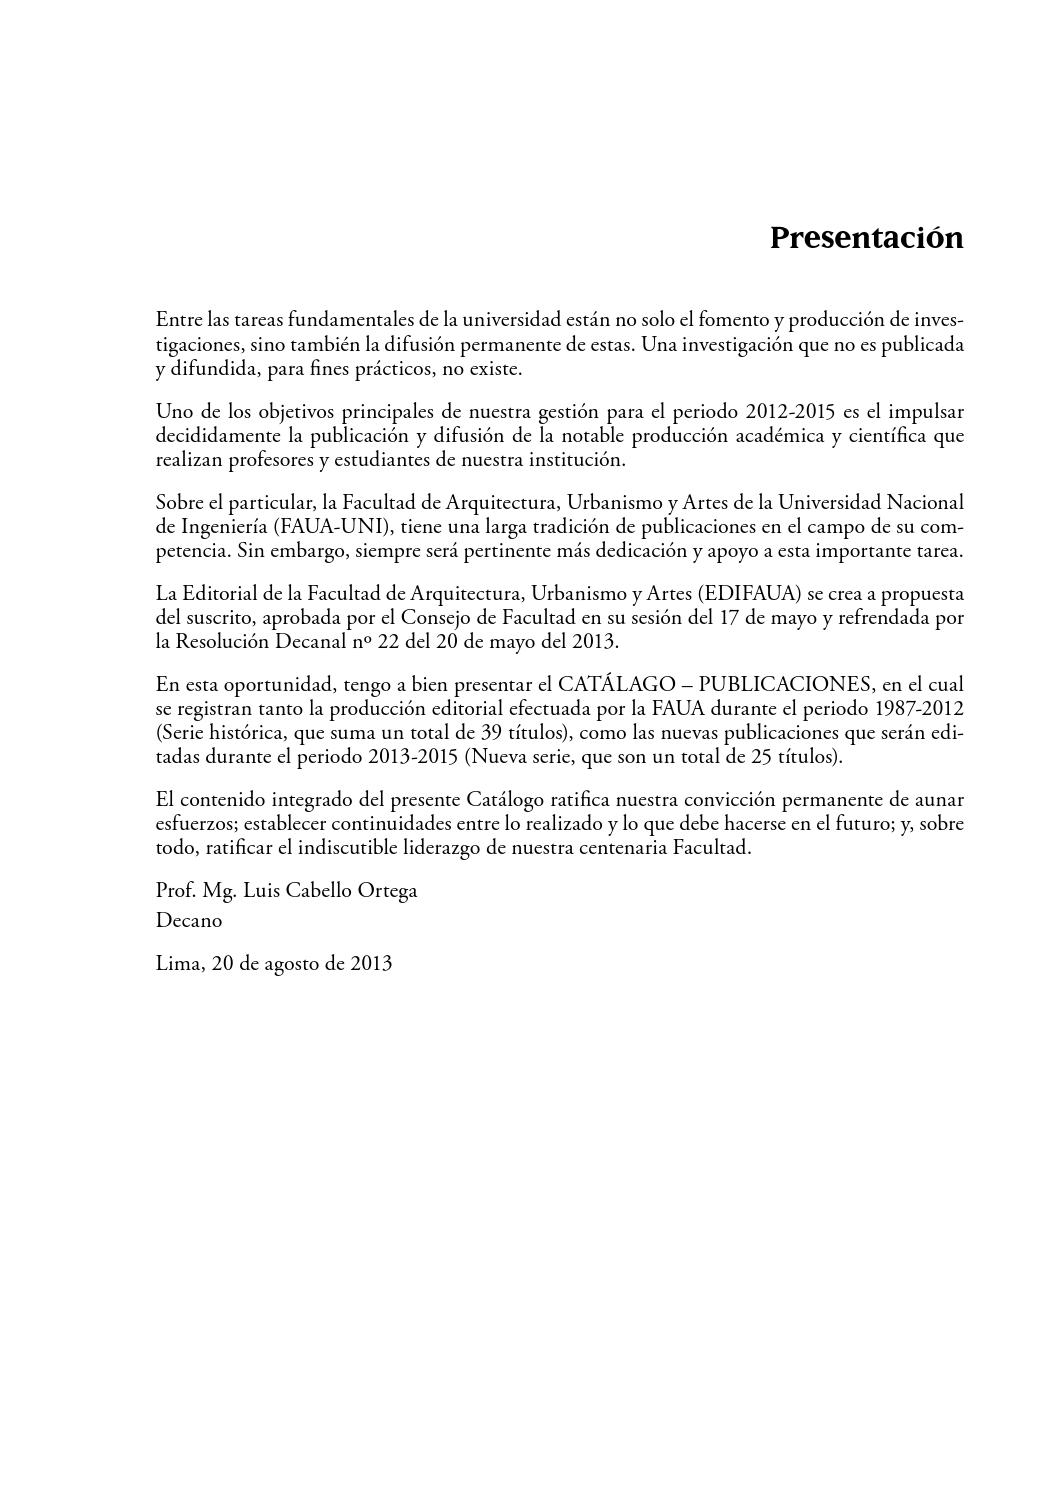 Presentación
Entre las tareas fundamentales de la universidad están no solo el fomento y producción de inves-
tigaciones, sino también la difusión permanente de estas. Una investigación que no es publicada
y difundida, para fines prácticos, no existe.
Uno de los objetivos principales de nuestra gestión para el periodo 2012-2015 es el impulsar
decididamente la publicación y difusión de la notable producción académica y científica que
realizan profesores y estudiantes de nuestra institución.
Sobre el particular, la Facultad de Arquitectura, Urbanismo y Artes de la Universidad Nacional
de Ingeniería (FAUA-UNI), tiene una larga tradición de publicaciones en el campo de su com-
petencia. Sin embargo, siempre será pertinente más dedicación y apoyo a esta importante tarea.
La Editorial de la Facultad de Arquitectura, Urbanismo y Artes (EDIFAUA) se crea a propuesta
del suscrito, aprobada por el Consejo de Facultad en su sesión del 17 de mayo y refrendada por
la Resolución Decanal nº 22 del 20 de mayo del 2013.
En esta oportunidad, tengo a bien presentar el CATÁLAGO – PUBLICACIONES, en el cual
se registran tanto la producción editorial efectuada por la FAUA durante el periodo 1987-2012
(Serie histórica, que suma un total de 39 títulos), como las nuevas publicaciones que serán edi-
tadas durante el periodo 2013-2015 (Nueva serie, que son un total de 25 títulos).
El contenido integrado del presente Catálogo ratifica nuestra convicción permanente de aunar
esfuerzos; establecer continuidades entre lo realizado y lo que debe hacerse en el futuro; y, sobre
todo, ratificar el indiscutible liderazgo de nuestra centenaria Facultad.
Prof. Mg. Luis Cabello Ortega
Decano
Lima, 20 de agosto de 2013